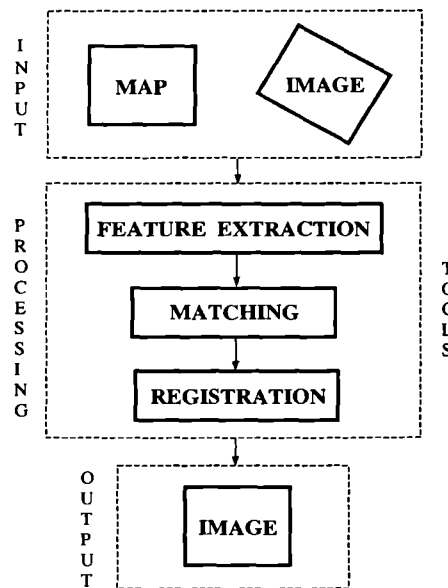 INPUT
MAP
IMAGE
PROCESSING
FEATURE EXTRACTION
MATCHING
REGISTRATION
TOOLS
OUTPUT
IMAGE